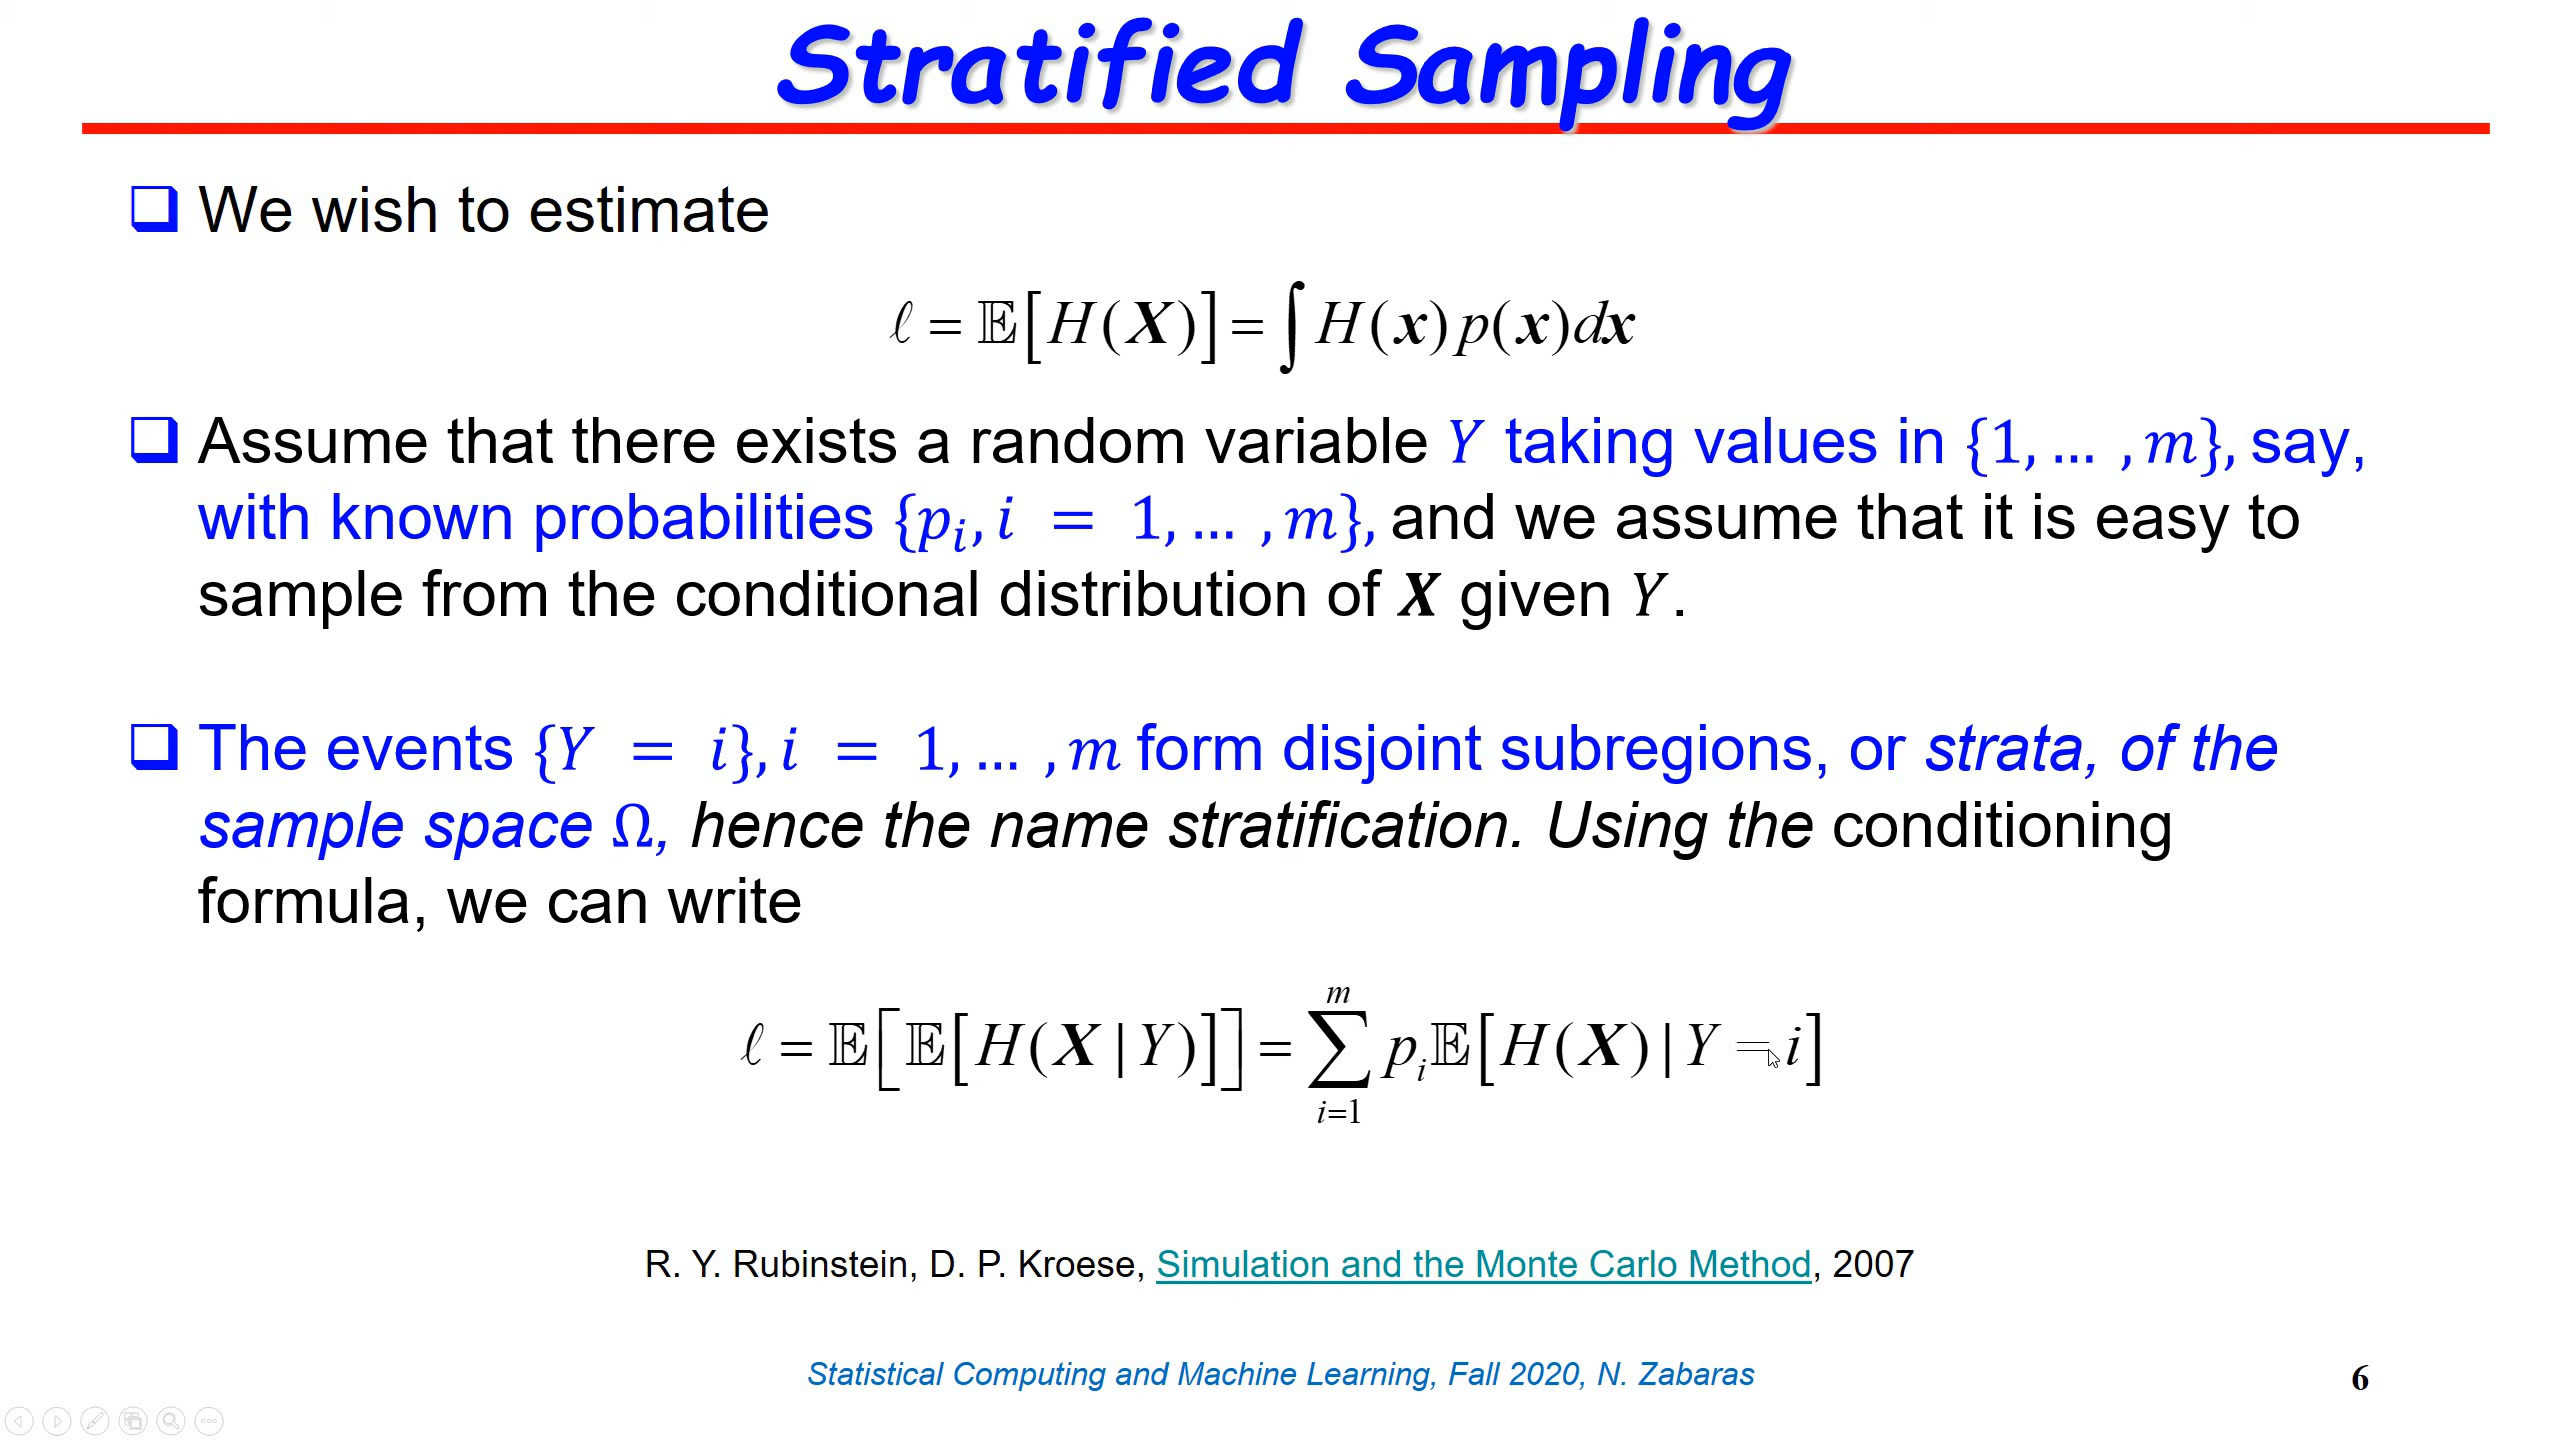 Stratified Sampling
❑ We wish to estimate
ℓ = 𝔼[H(X)] = ∫ H(x)p(x)dx
❑ Assume that there exists a random variable Y taking values in {1, … , m}, say,
with known probabilities {pᵢ, i = 1, … , m}, and we assume that it is easy to
sample from the conditional distribution of X given Y.
❑ The events {Y = i}, i = 1, … , m form disjoint subregions, or strata, of the
sample space Ω, hence the name stratification. Using the conditioning
formula, we can write
ℓ = 𝔼[𝔼[H(X | Y)]] = ∑_{i=1}^{m} pᵢ𝔼[H(X) | Y = i]
R. Y. Rubinstein, D. P. Kroese, Simulation and the Monte Carlo Method, 2007
Statistical Computing and Machine Learning, Fall 2020, N. Zabaras
6